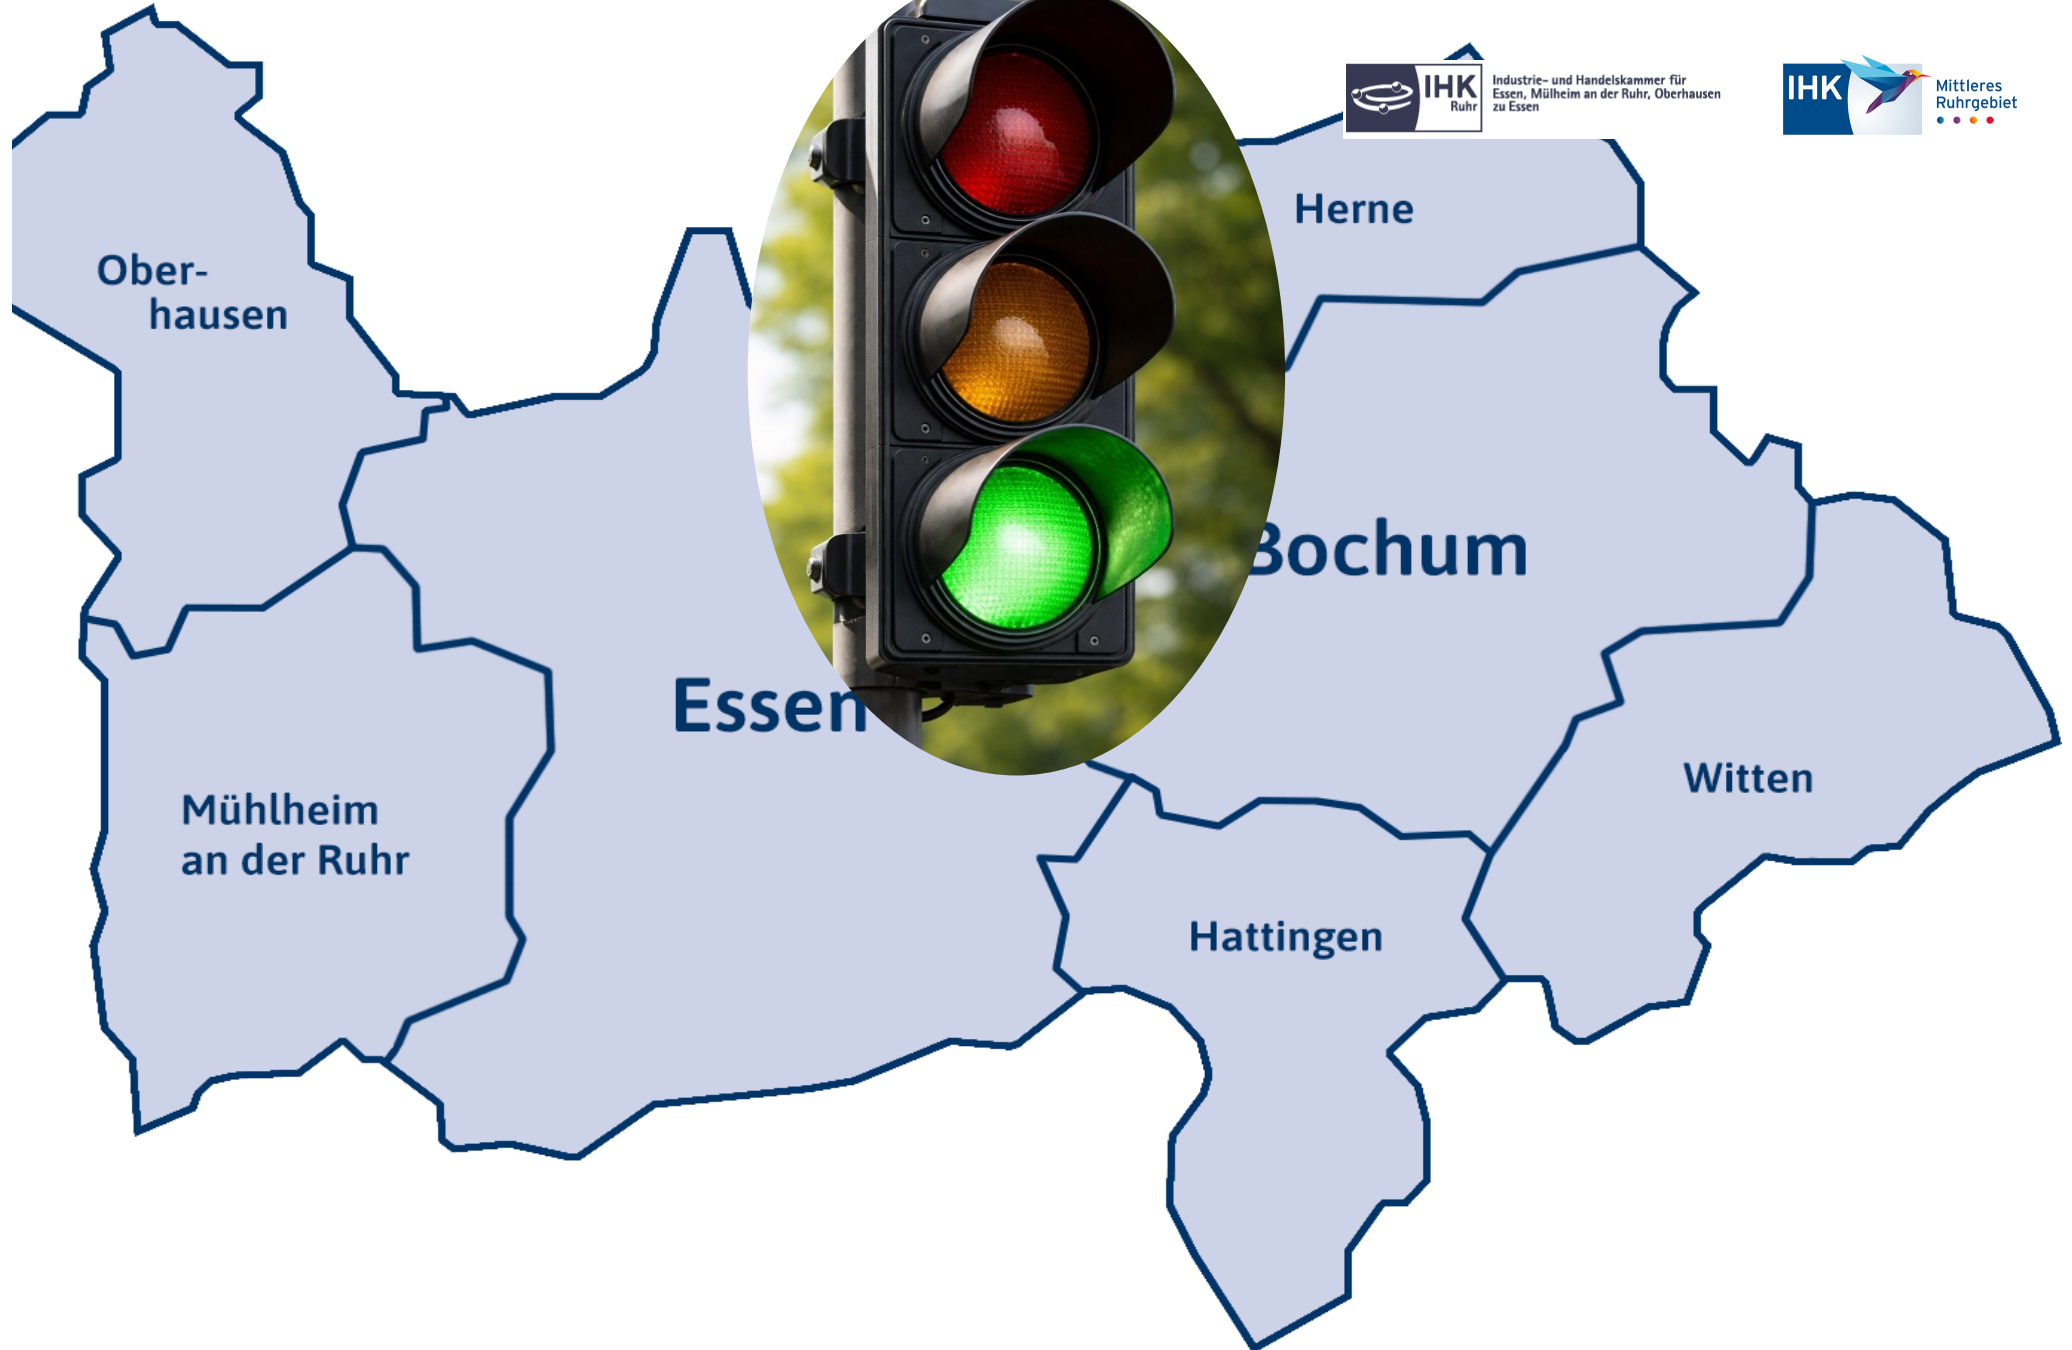 IHK
Ruhr
Industrie- und Handelskammer für
Essen, Mülheim an der Ruhr, Oberhausen
zu Essen
IHK
Mittleres
Ruhrgebiet
Herne
Ober-
hausen
Bochum
Essen
Witten
Mühlheim
an der Ruhr
Hattingen